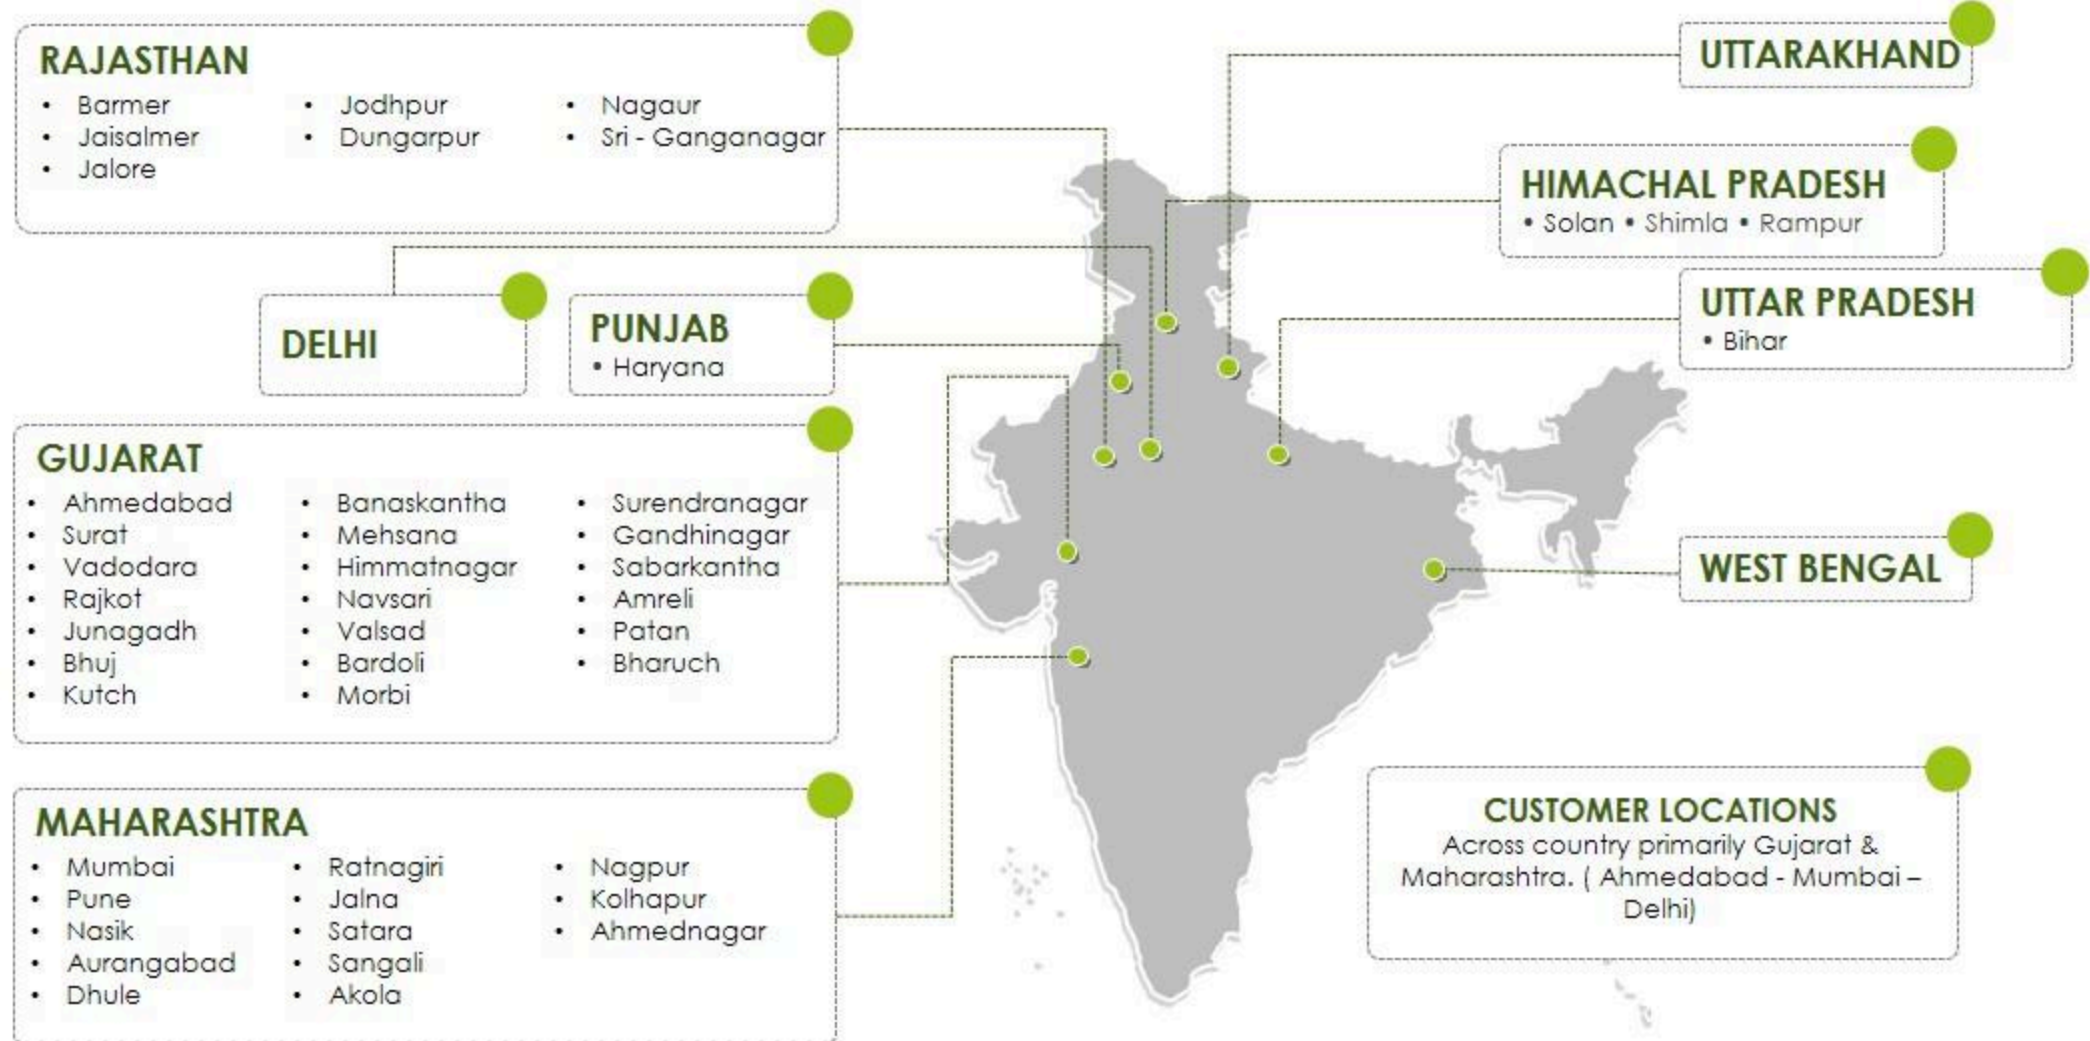 RAJASTHAN
• Barmer
• Jaisalmer
• Jalore
• Jodhpur
• Dungarpur
• Nagaur
• Sri - Ganganagar
UTTARAKHAND
HIMACHAL PRADESH
• Solan • Shimla • Rampur
DELHI
PUNJAB
• Haryana
UTTAR PRADESH
• Bihar
GUJARAT
• Ahmedabad
• Surat
• Vadodara
• Rajkot
• Junagadh
• Bhuj
• Kutch
• Banaskantha
• Mehsana
• Himmatnagar
• Navsari
• Valsad
• Bardoli
• Morbi
• Surendranagar
• Gandhinagar
• Sabarkantha
• Amreli
• Patan
• Bharuch
WEST BENGAL
MAHARASHTRA
• Mumbai
• Pune
• Nasik
• Aurangabad
• Dhule
• Ratnagiri
• Jalna
• Satara
• Sangali
• Akola
• Nagpur
• Kolhapur
• Ahmednagar
CUSTOMER LOCATIONS
Across country primarily Gujarat &
Maharashtra. ( Ahmedabad - Mumbai –
Delhi)